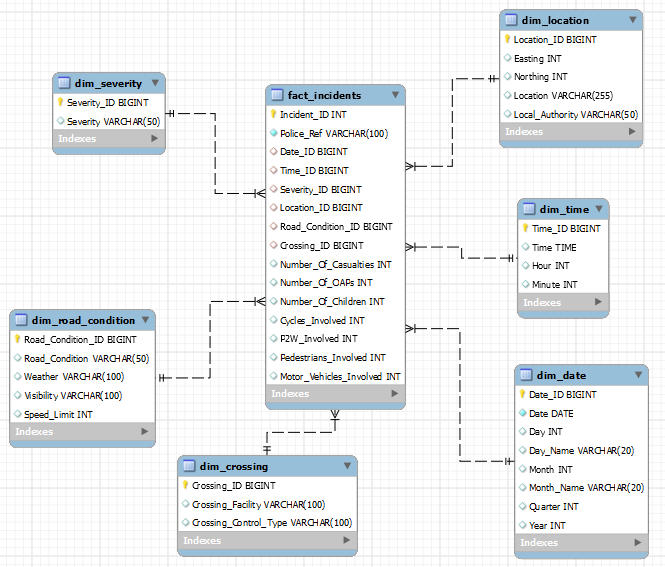 dim_severity
Severity_ID BIGINT
Severity VARCHAR(50)
Indexes
fact_incidents
Incident_ID INT
Police_Ref VARCHAR(100)
Date_ID BIGINT
Time_ID BIGINT
Severity_ID BIGINT
Location_ID BIGINT
Road_Condition_ID BIGINT
Crossing_ID BIGINT
Number_Of_Casualties INT
Number_Of_OAPs INT
Number_Of_Children INT
Cycles_Involved INT
P2W_Involved INT
Pedestrians_Involved INT
Motor_Vehicles_Involved INT
Indexes
dim_location
Location_ID BIGINT
Easting INT
Northing INT
Location VARCHAR(255)
Local_Authority VARCHAR(50)
Indexes
dim_time
Time_ID BIGINT
Time TIME
Hour INT
Minute INT
Indexes
dim_road_condition
Road_Condition_ID BIGINT
Road_Condition VARCHAR(50)
Weather VARCHAR(100)
Visibility VARCHAR(100)
Speed_Limit INT
Indexes
dim_date
Date_ID BIGINT
Date DATE
Day INT
Day_Name VARCHAR(20)
Month INT
Month_Name VARCHAR(20)
Quarter INT
Year INT
Indexes
dim_crossing
Crossing_ID BIGINT
Crossing_Facility VARCHAR(100)
Crossing_Control_Type VARCHAR(100)
Indexes